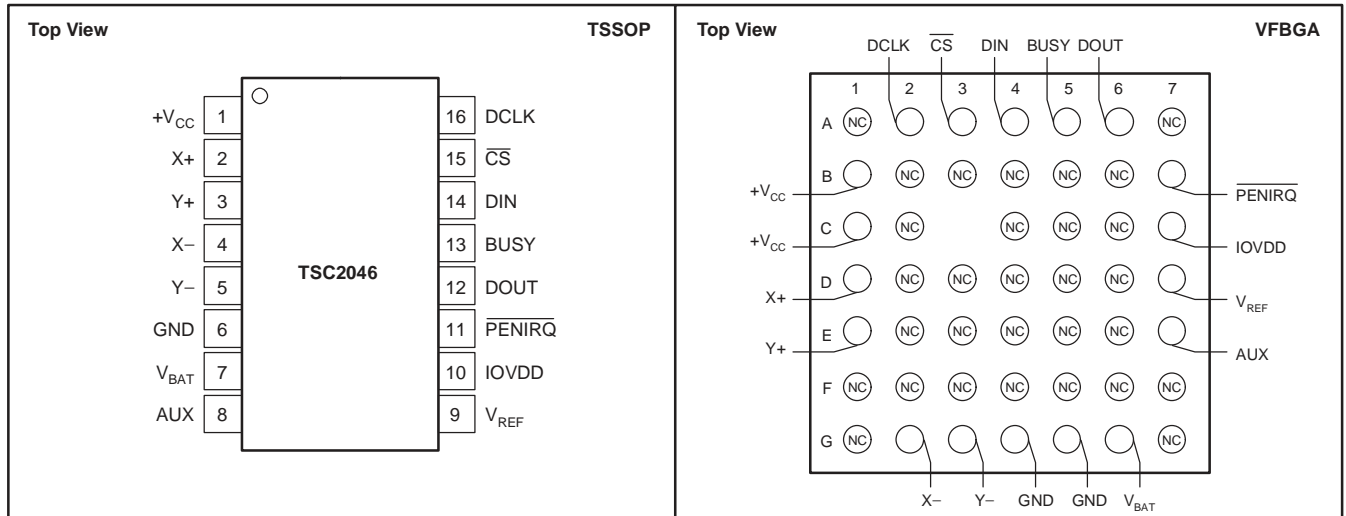 Top View TSSOP
+VCC 1 16 DCLK
X+ 2 15 CS
Y+ 3 14 DIN
X− 4 13 BUSY
TSC2046
Y− 5 12 DOUT
GND 6 11 PENIRQ
VBAT 7 10 IOVDD
AUX 8 9 VREF
Top View VFBGA
DCLK CS DIN BUSY DOUT
1 2 3 4 5 6 7
A NC NC
B NC NC NC NC NC
+VCC PENIRQ
C NC NC NC NC
+VCC IOVDD
D NC NC NC NC NC
X+ VREF
E NC NC NC NC NC
Y+ AUX
F NC NC NC NC NC NC NC
G NC NC
X− Y− GND GND VBAT